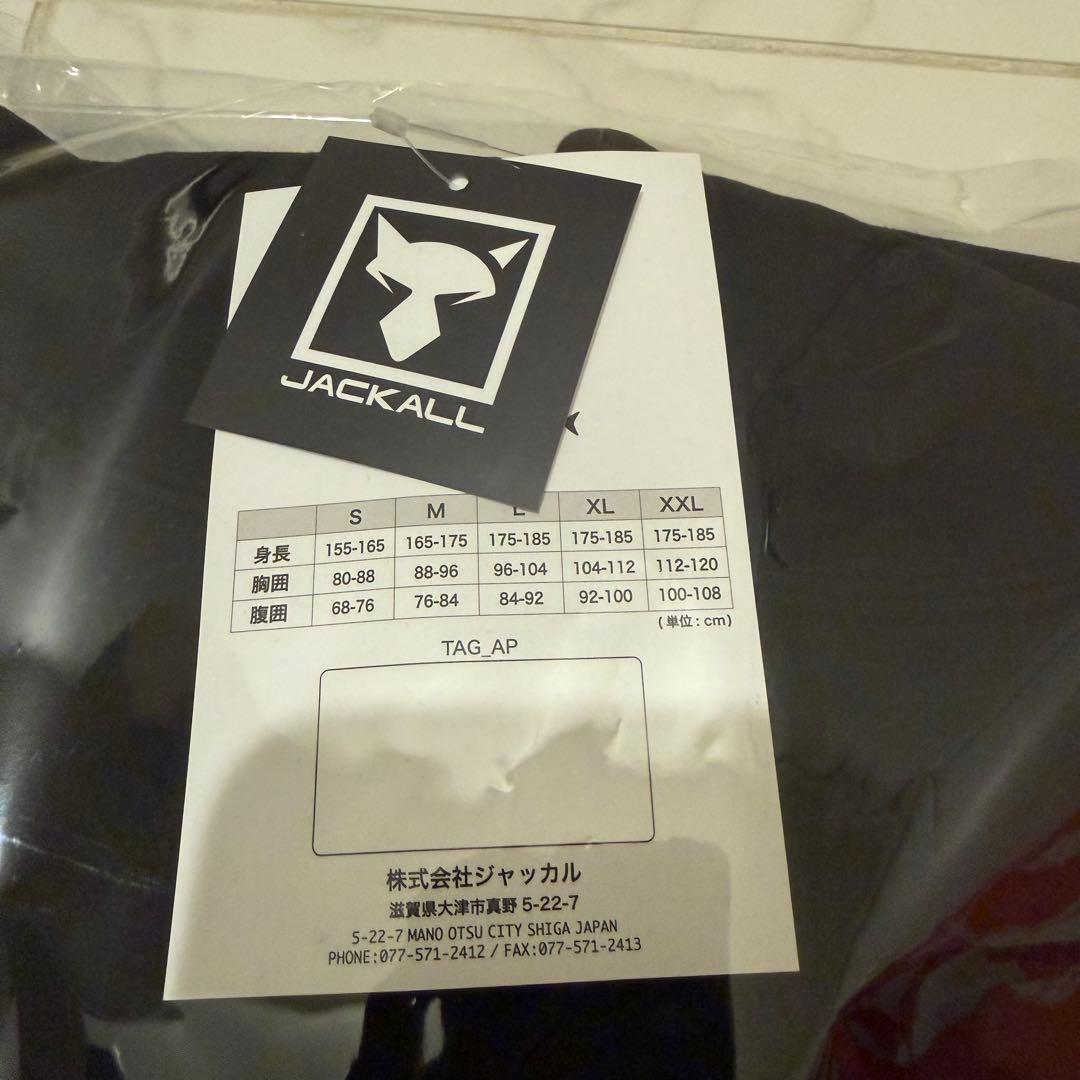 JACKALL
S M L XL XXL
身長 155-165 165-175 175-185 175-185 175-185
胸囲 80-88 88-96 96-104 104-112 112-120
腹囲 68-76 76-84 84-92 92-100 100-108
(単位:cm)
TAG_AP
株式会社ジャッカル
滋賀県大津市真野 5-22-7
5-22-7 MANO OTSU CITY SHIGA JAPAN
PHONE:077-571-2412 / FAX:077-571-2413